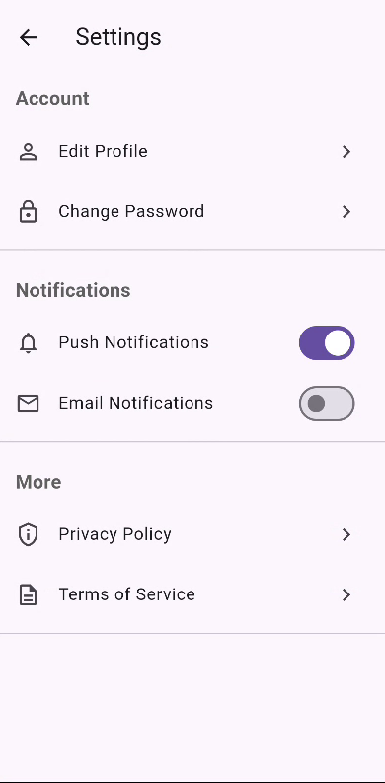 Settings
Account
Edit Profile
Change Password
Notifications
Push Notifications
Email Notifications
More
Privacy Policy
Terms of Service